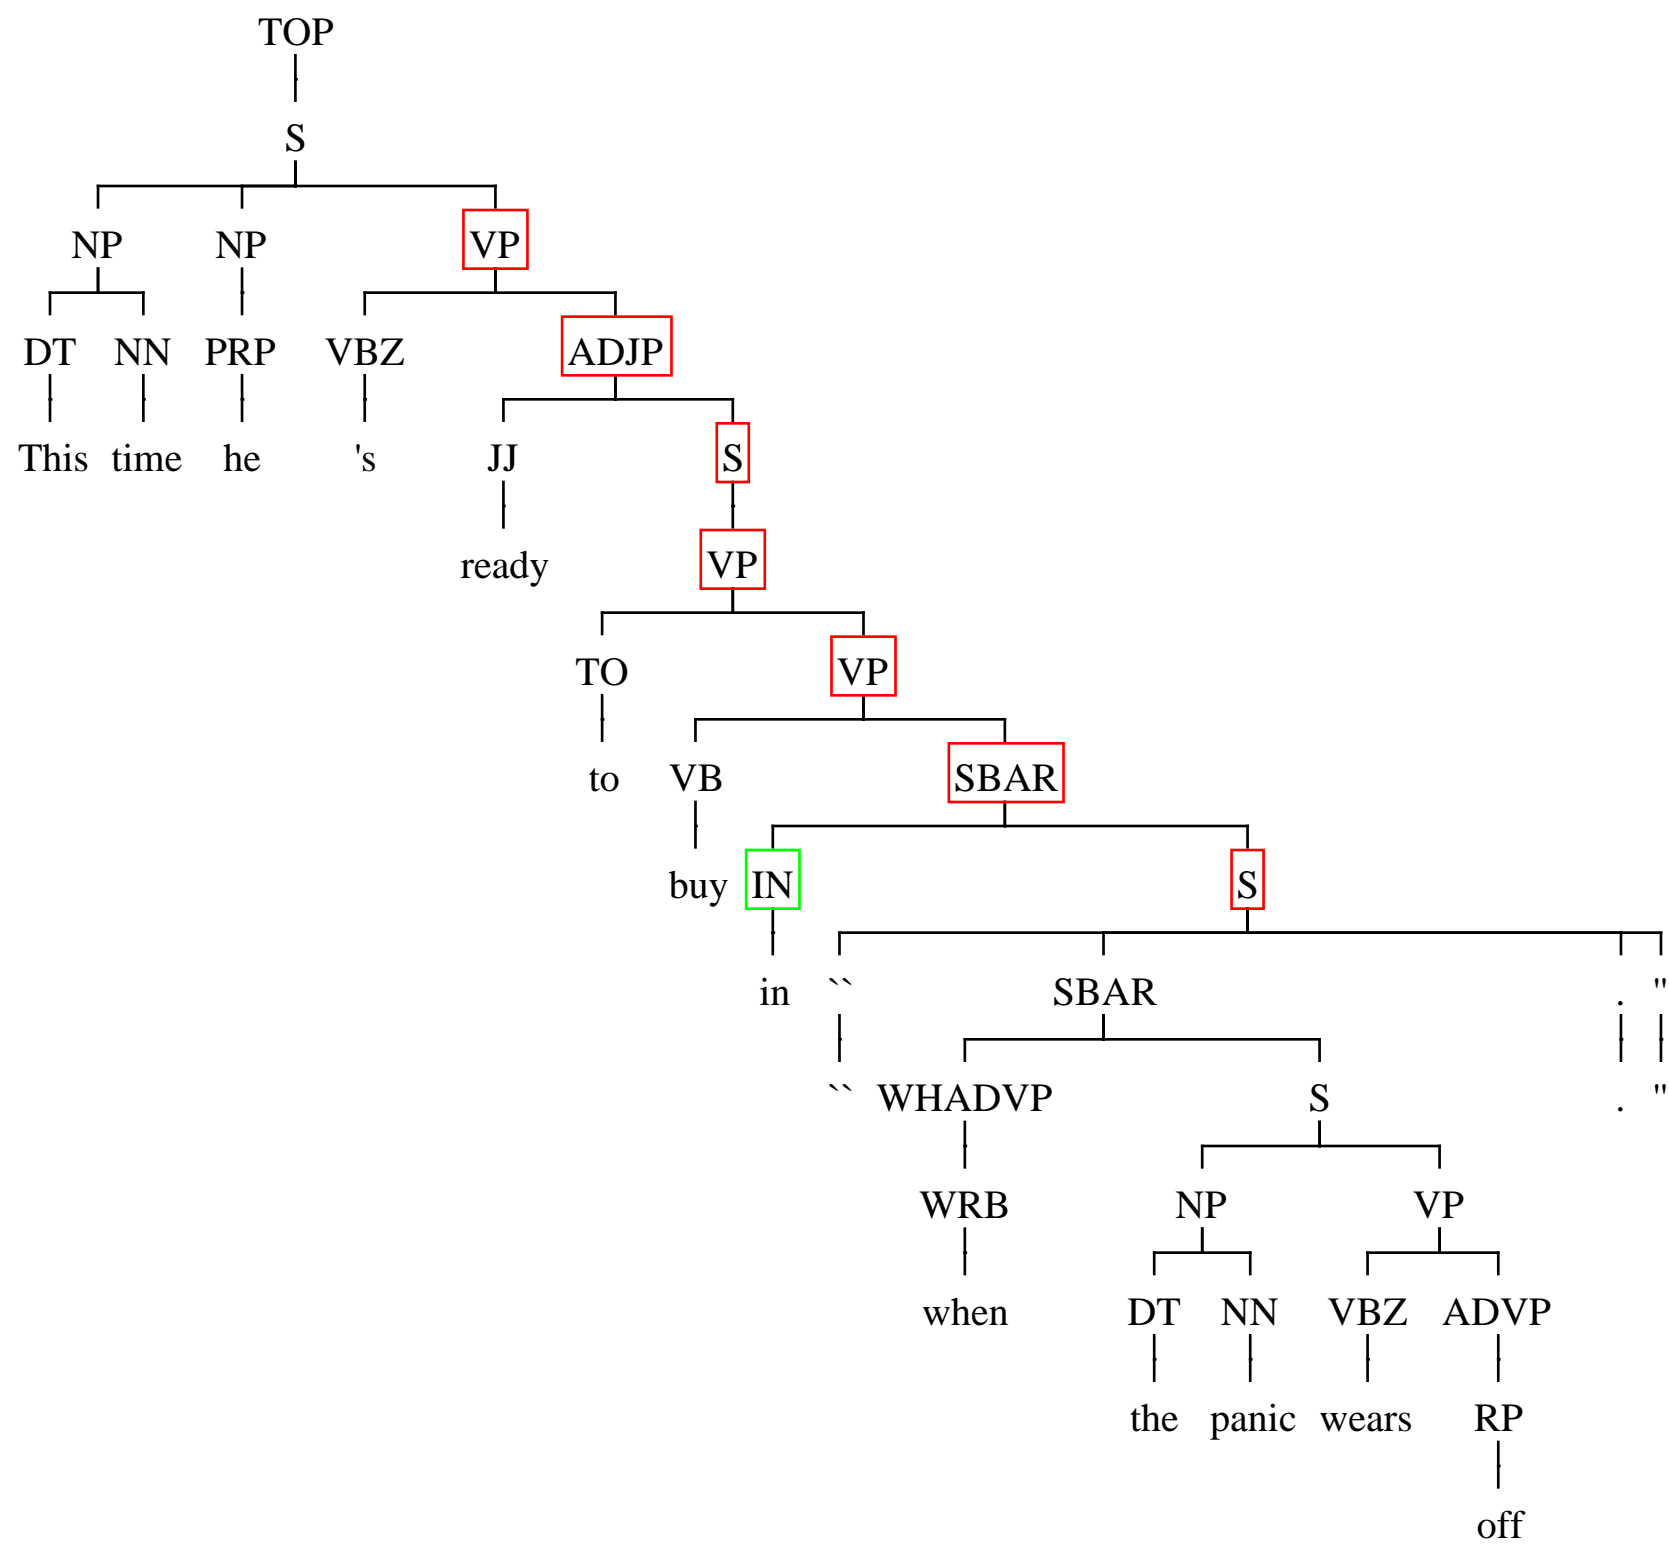 TOP
S
NP NP VP
DT NN PRP VBZ ADJP
This time he 's JJ S
ready VP
TO VP
to VB SBAR
buy IN S
in `` SBAR . "
`` WHADVP S . "
WRB NP VP
when DT NN VBZ ADVP
the panic wears RP
off